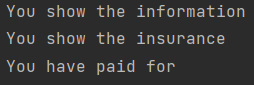 You show the information
You show the insurance
You have paid for